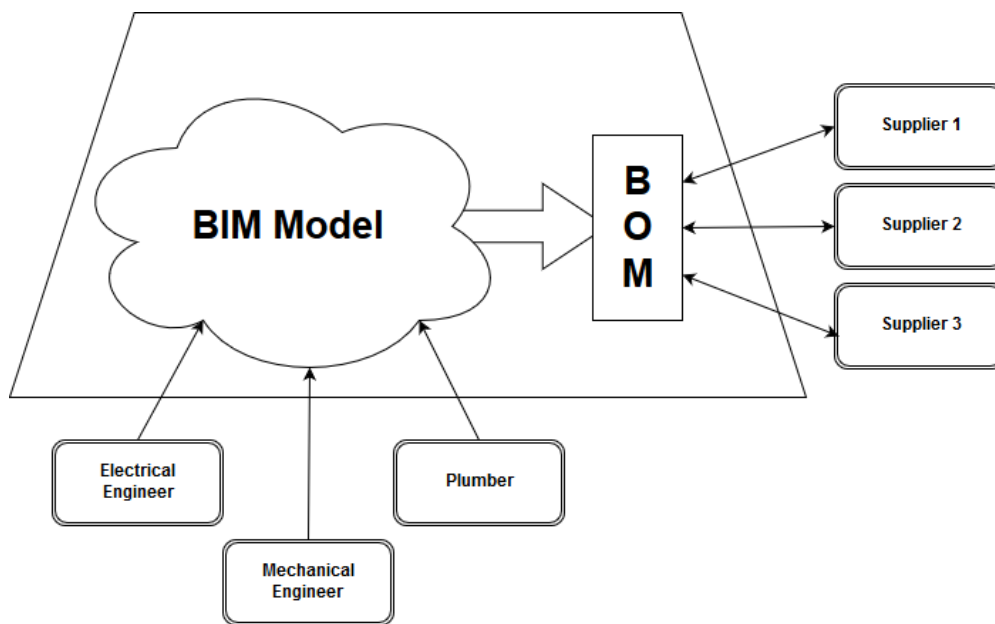 BIM Model
B
O
M
Supplier 1
Supplier 2
Supplier 3
Electrical
Engineer
Plumber
Mechanical
Engineer